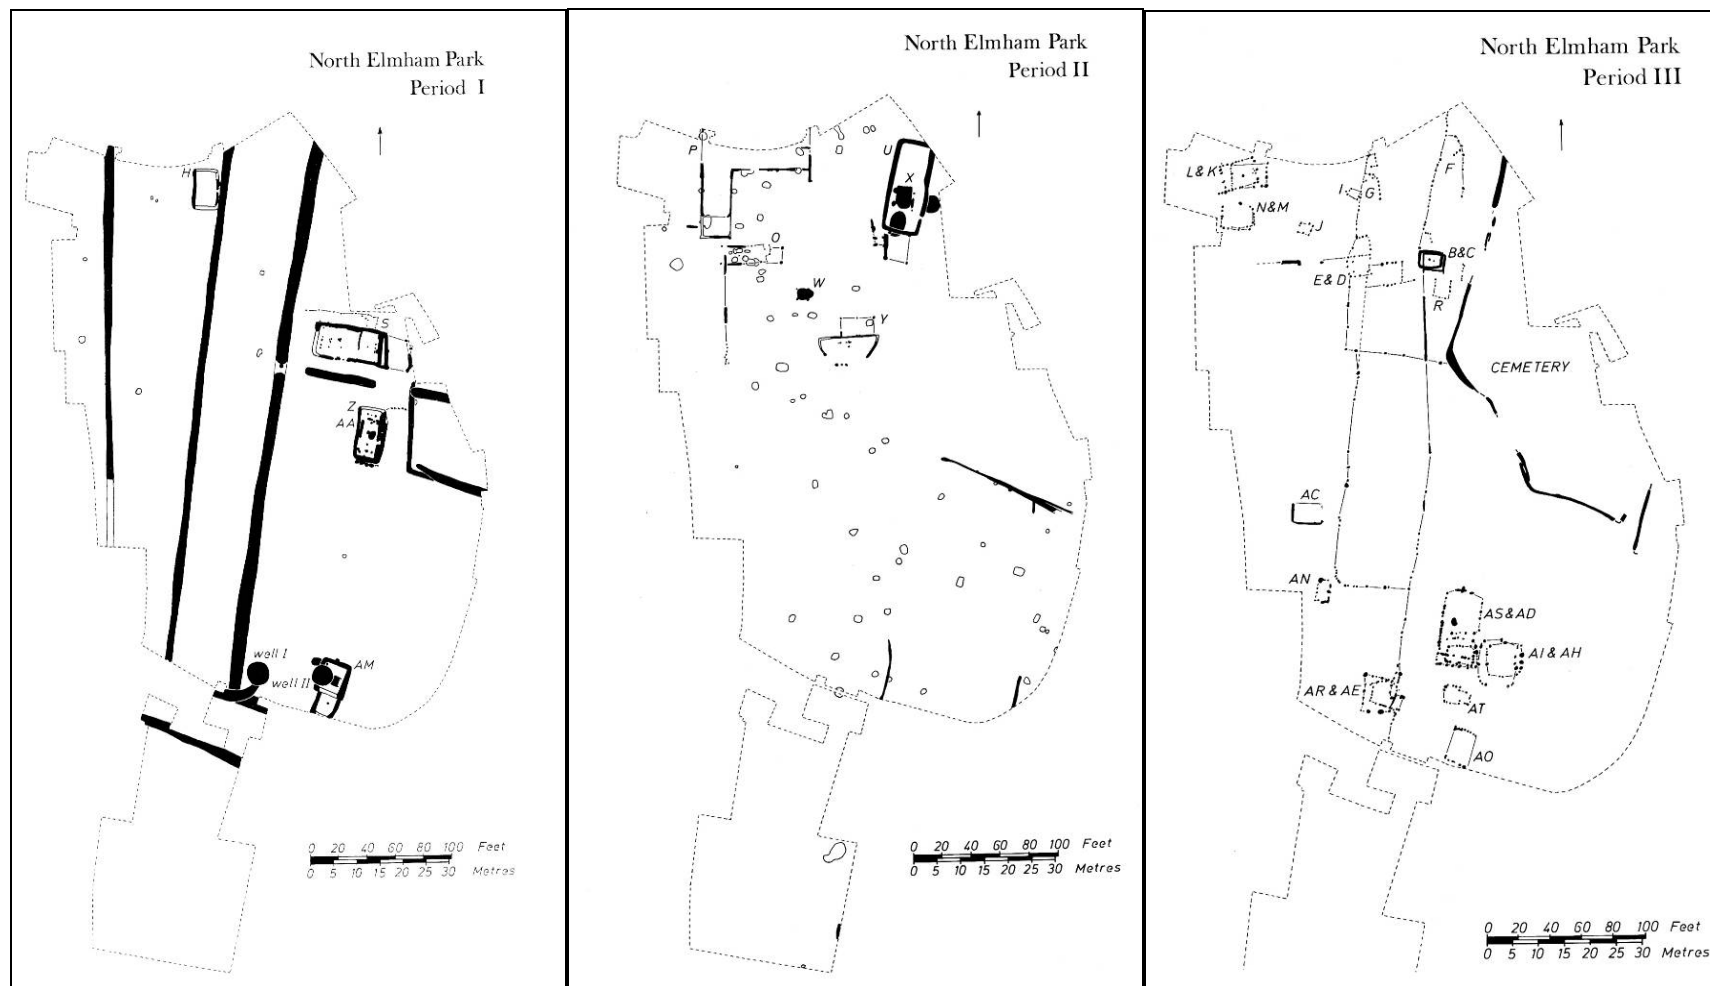 North Elmham Park
Period I
H
S
Z
AA
well I
well II
AM
0 20 40 60 80 100 Feet
0 5 10 15 20 25 30 Metres
North Elmham Park
Period II
P
U
X
O
W
Y
0 20 40 60 80 100 Feet
0 5 10 15 20 25 30 Metres
North Elmham Park
Period III
L&K
F
I
G
N&M
J
B&C
E&D
R
CEMETERY
AC
AN
AS&AD
AI & AH
AR & AE
AT
AO
0 20 40 60 80 100 Feet
0 5 10 15 20 25 30 Metres